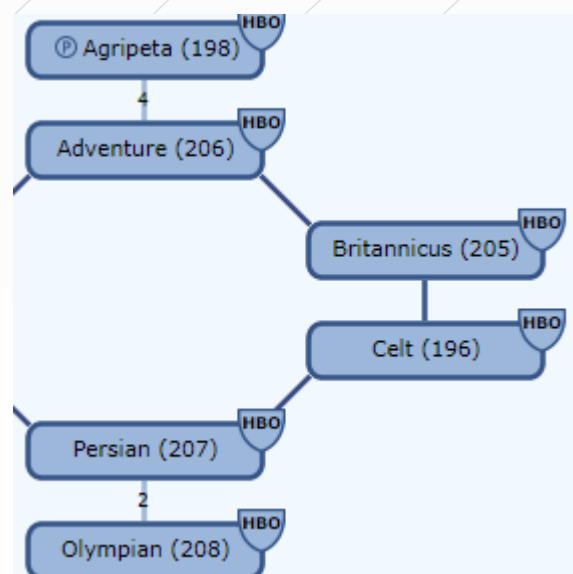 HBO
Ⓟ Agripeta (198)
4
HBO
Adventure (206)
HBO
Britannicus (205)
HBO
Celt (196)
HBO
Persian (207)
2
HBO
Olympian (208)